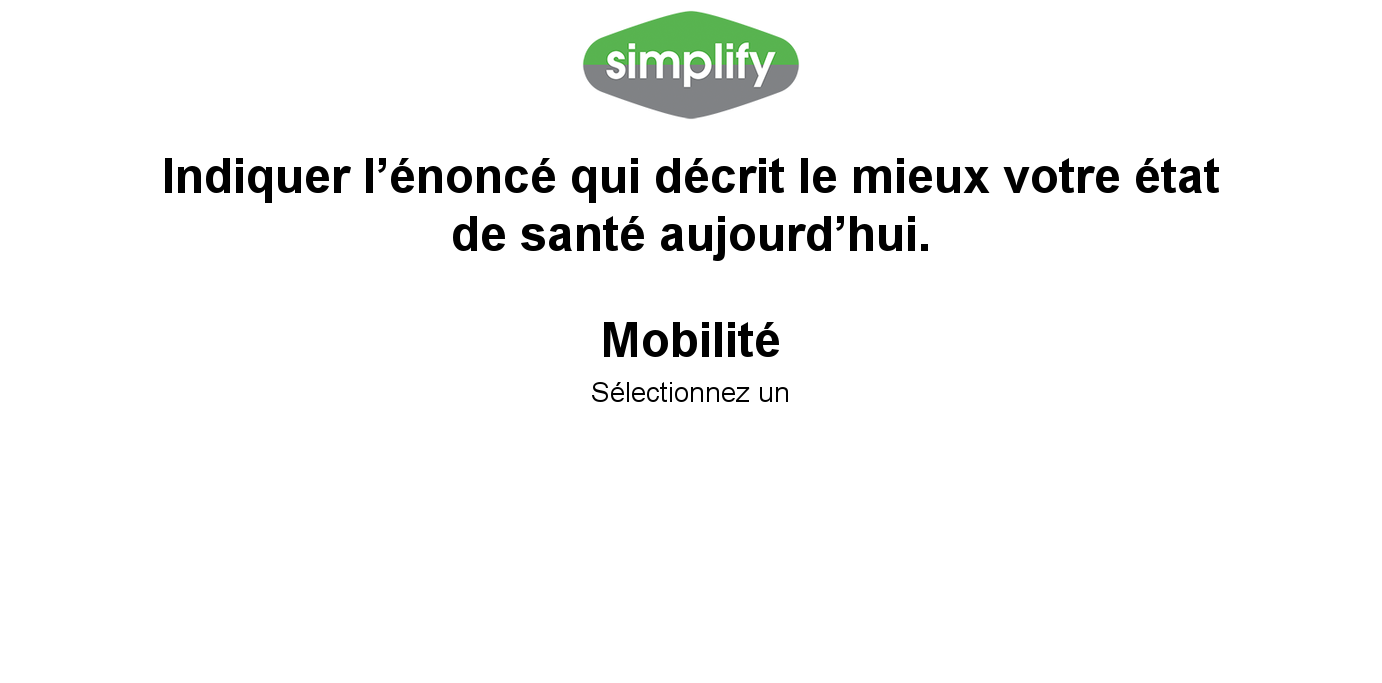 simplify
Indiquer l’énoncé qui décrit le mieux votre état
de santé aujourd’hui.
Mobilité
Sélectionnez un